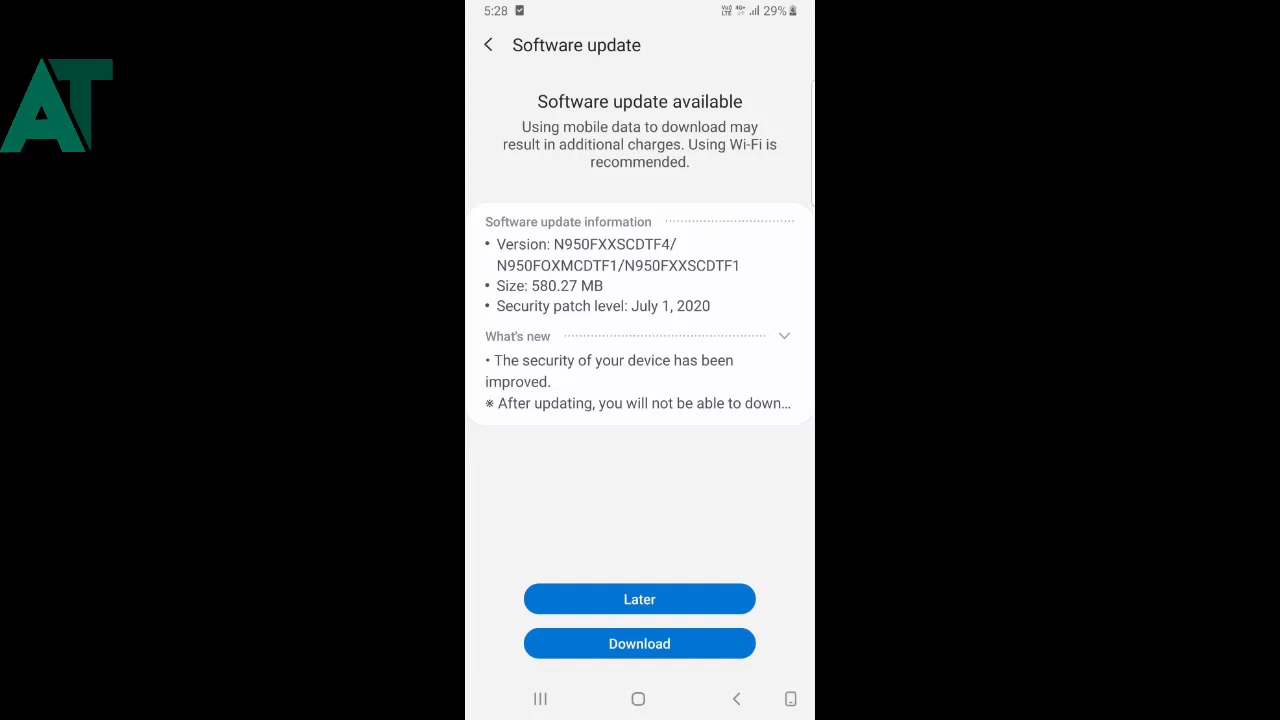 5:28 VoD LTE 4G+ 29%
AT
Software update
Software update available
Using mobile data to download may
result in additional charges. Using Wi-Fi is
recommended.
Software update information
• Version: N950FXXSCDTF4/
N950FOXMCDTF1/N950FXXSCDTF1
• Size: 580.27 MB
• Security patch level: July 1, 2020
What's new
• The security of your device has been
improved.
※ After updating, you will not be able to down...
Later
Download